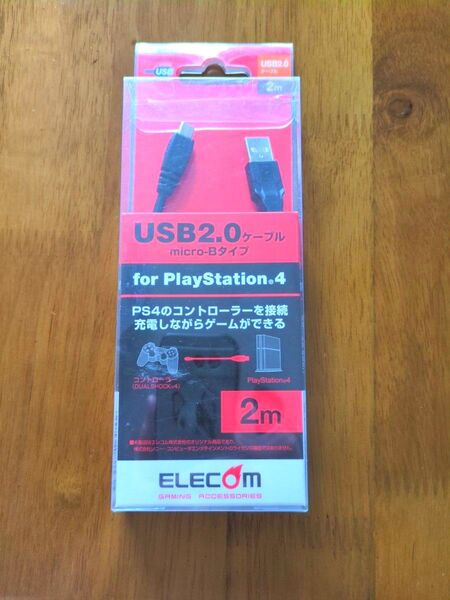 USB
USB2.0
ケーブル
2m
USB2.0ケーブル
micro-Bタイプ
for PlayStation®4
PS4のコントローラーを接続
充電しながらゲームができる
コントローラー
(DUALSHOCK®4)
PlayStation®4
2m
ELECOM
GAMING ACCESSORIES